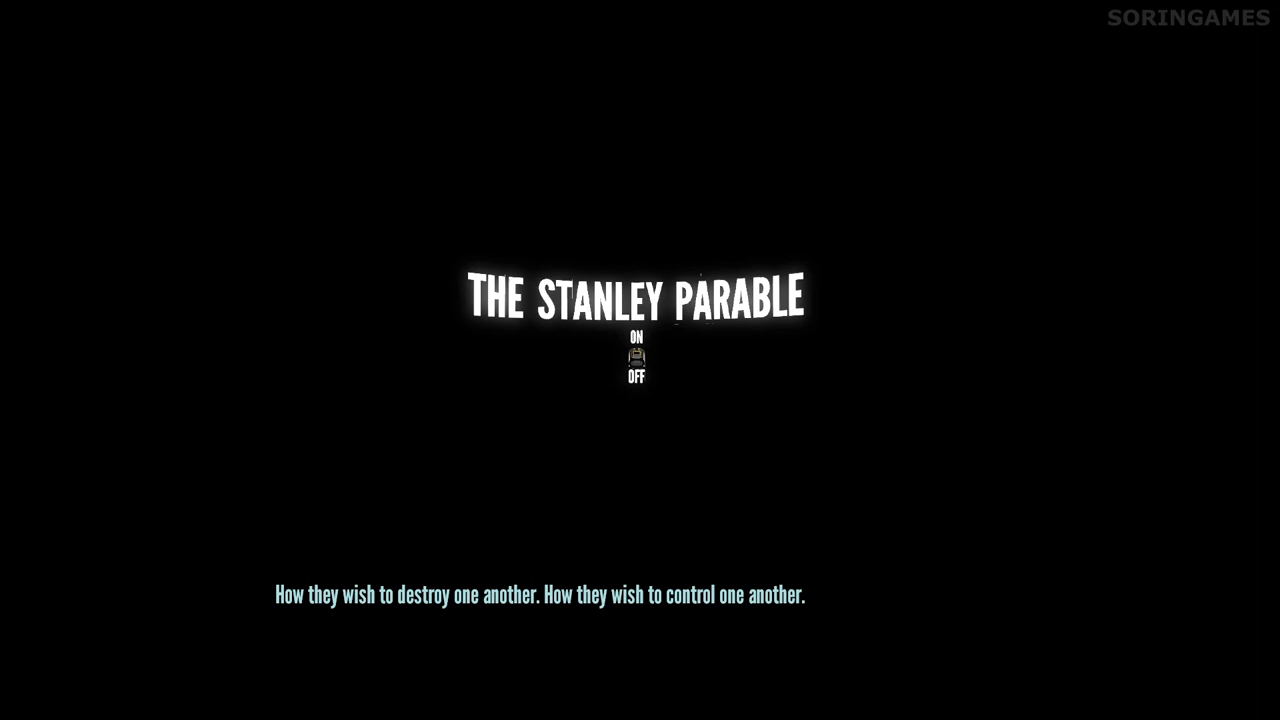 SORINGAMES
THE STANLEY PARABLE
ON
OFF
How they wish to destroy one another. How they wish to control one another.